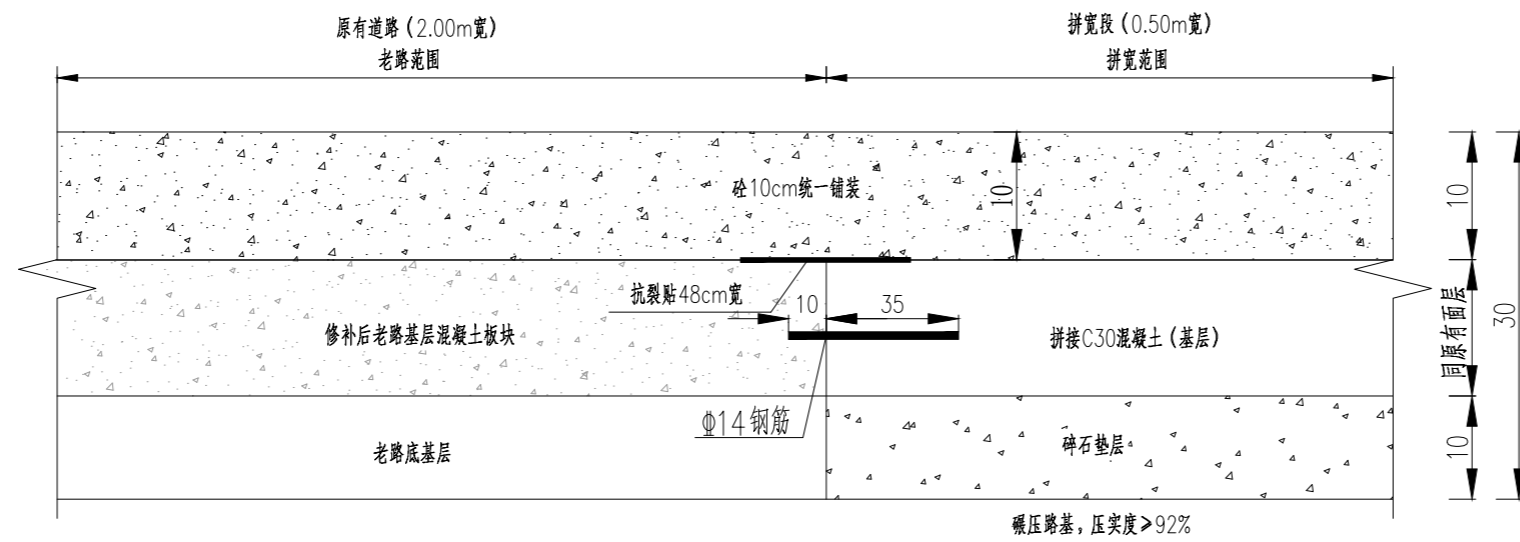 原有道路（2.00m宽）
老路范围
拼宽段（0.50m宽）
拼宽范围
砼10cm统一铺装
10
10
30
抗裂贴48cm宽
10
35
修补后老路基层混凝土板块
拼接C30混凝土（基层）
同原有面层
Φ14钢筋
老路底基层
碎石垫层
10
碾压路基，压实度≥92%